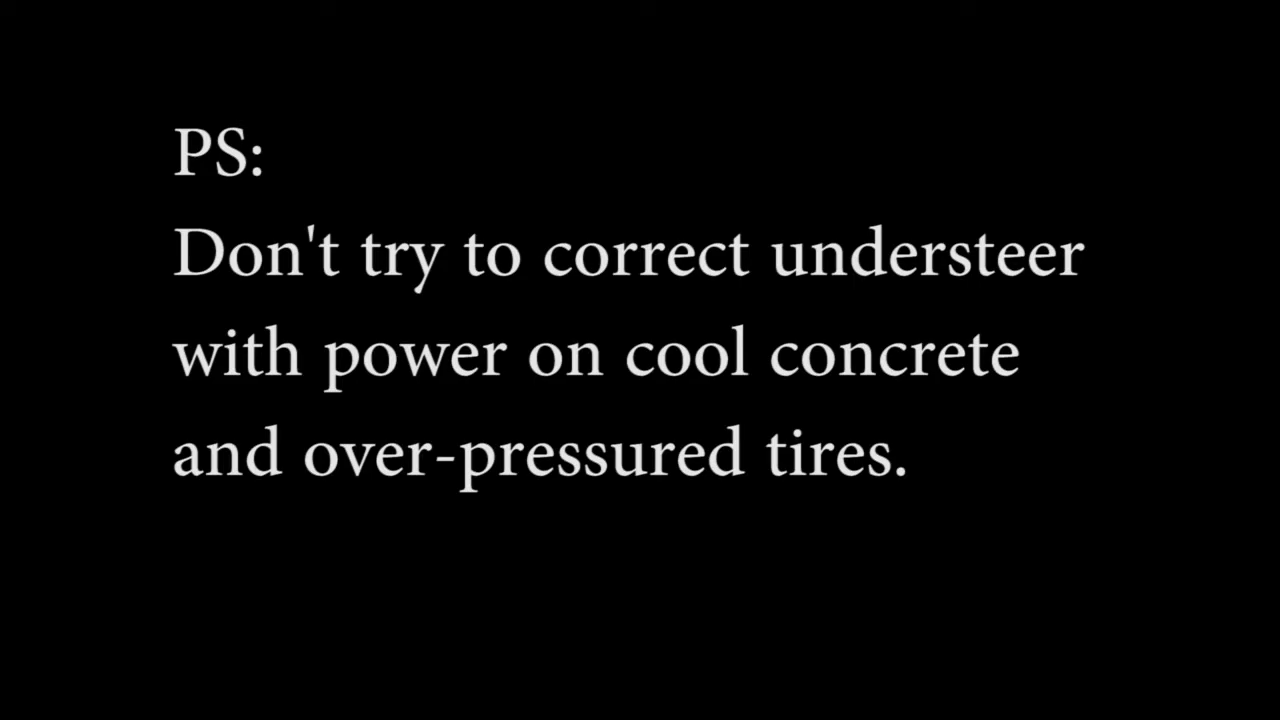 PS:
Don't try to correct understeer
with power on cool concrete
and over-pressured tires.